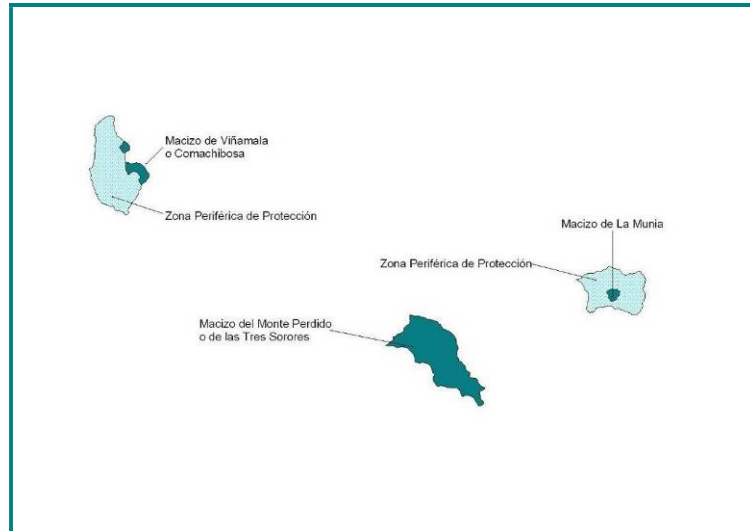 Macizo de Viñamala
o Comachibosa
Zona Periférica de Protección
Macizo de La Munia
Zona Periférica de Protección
Macizo del Monte Perdido
o de las Tres Sorores